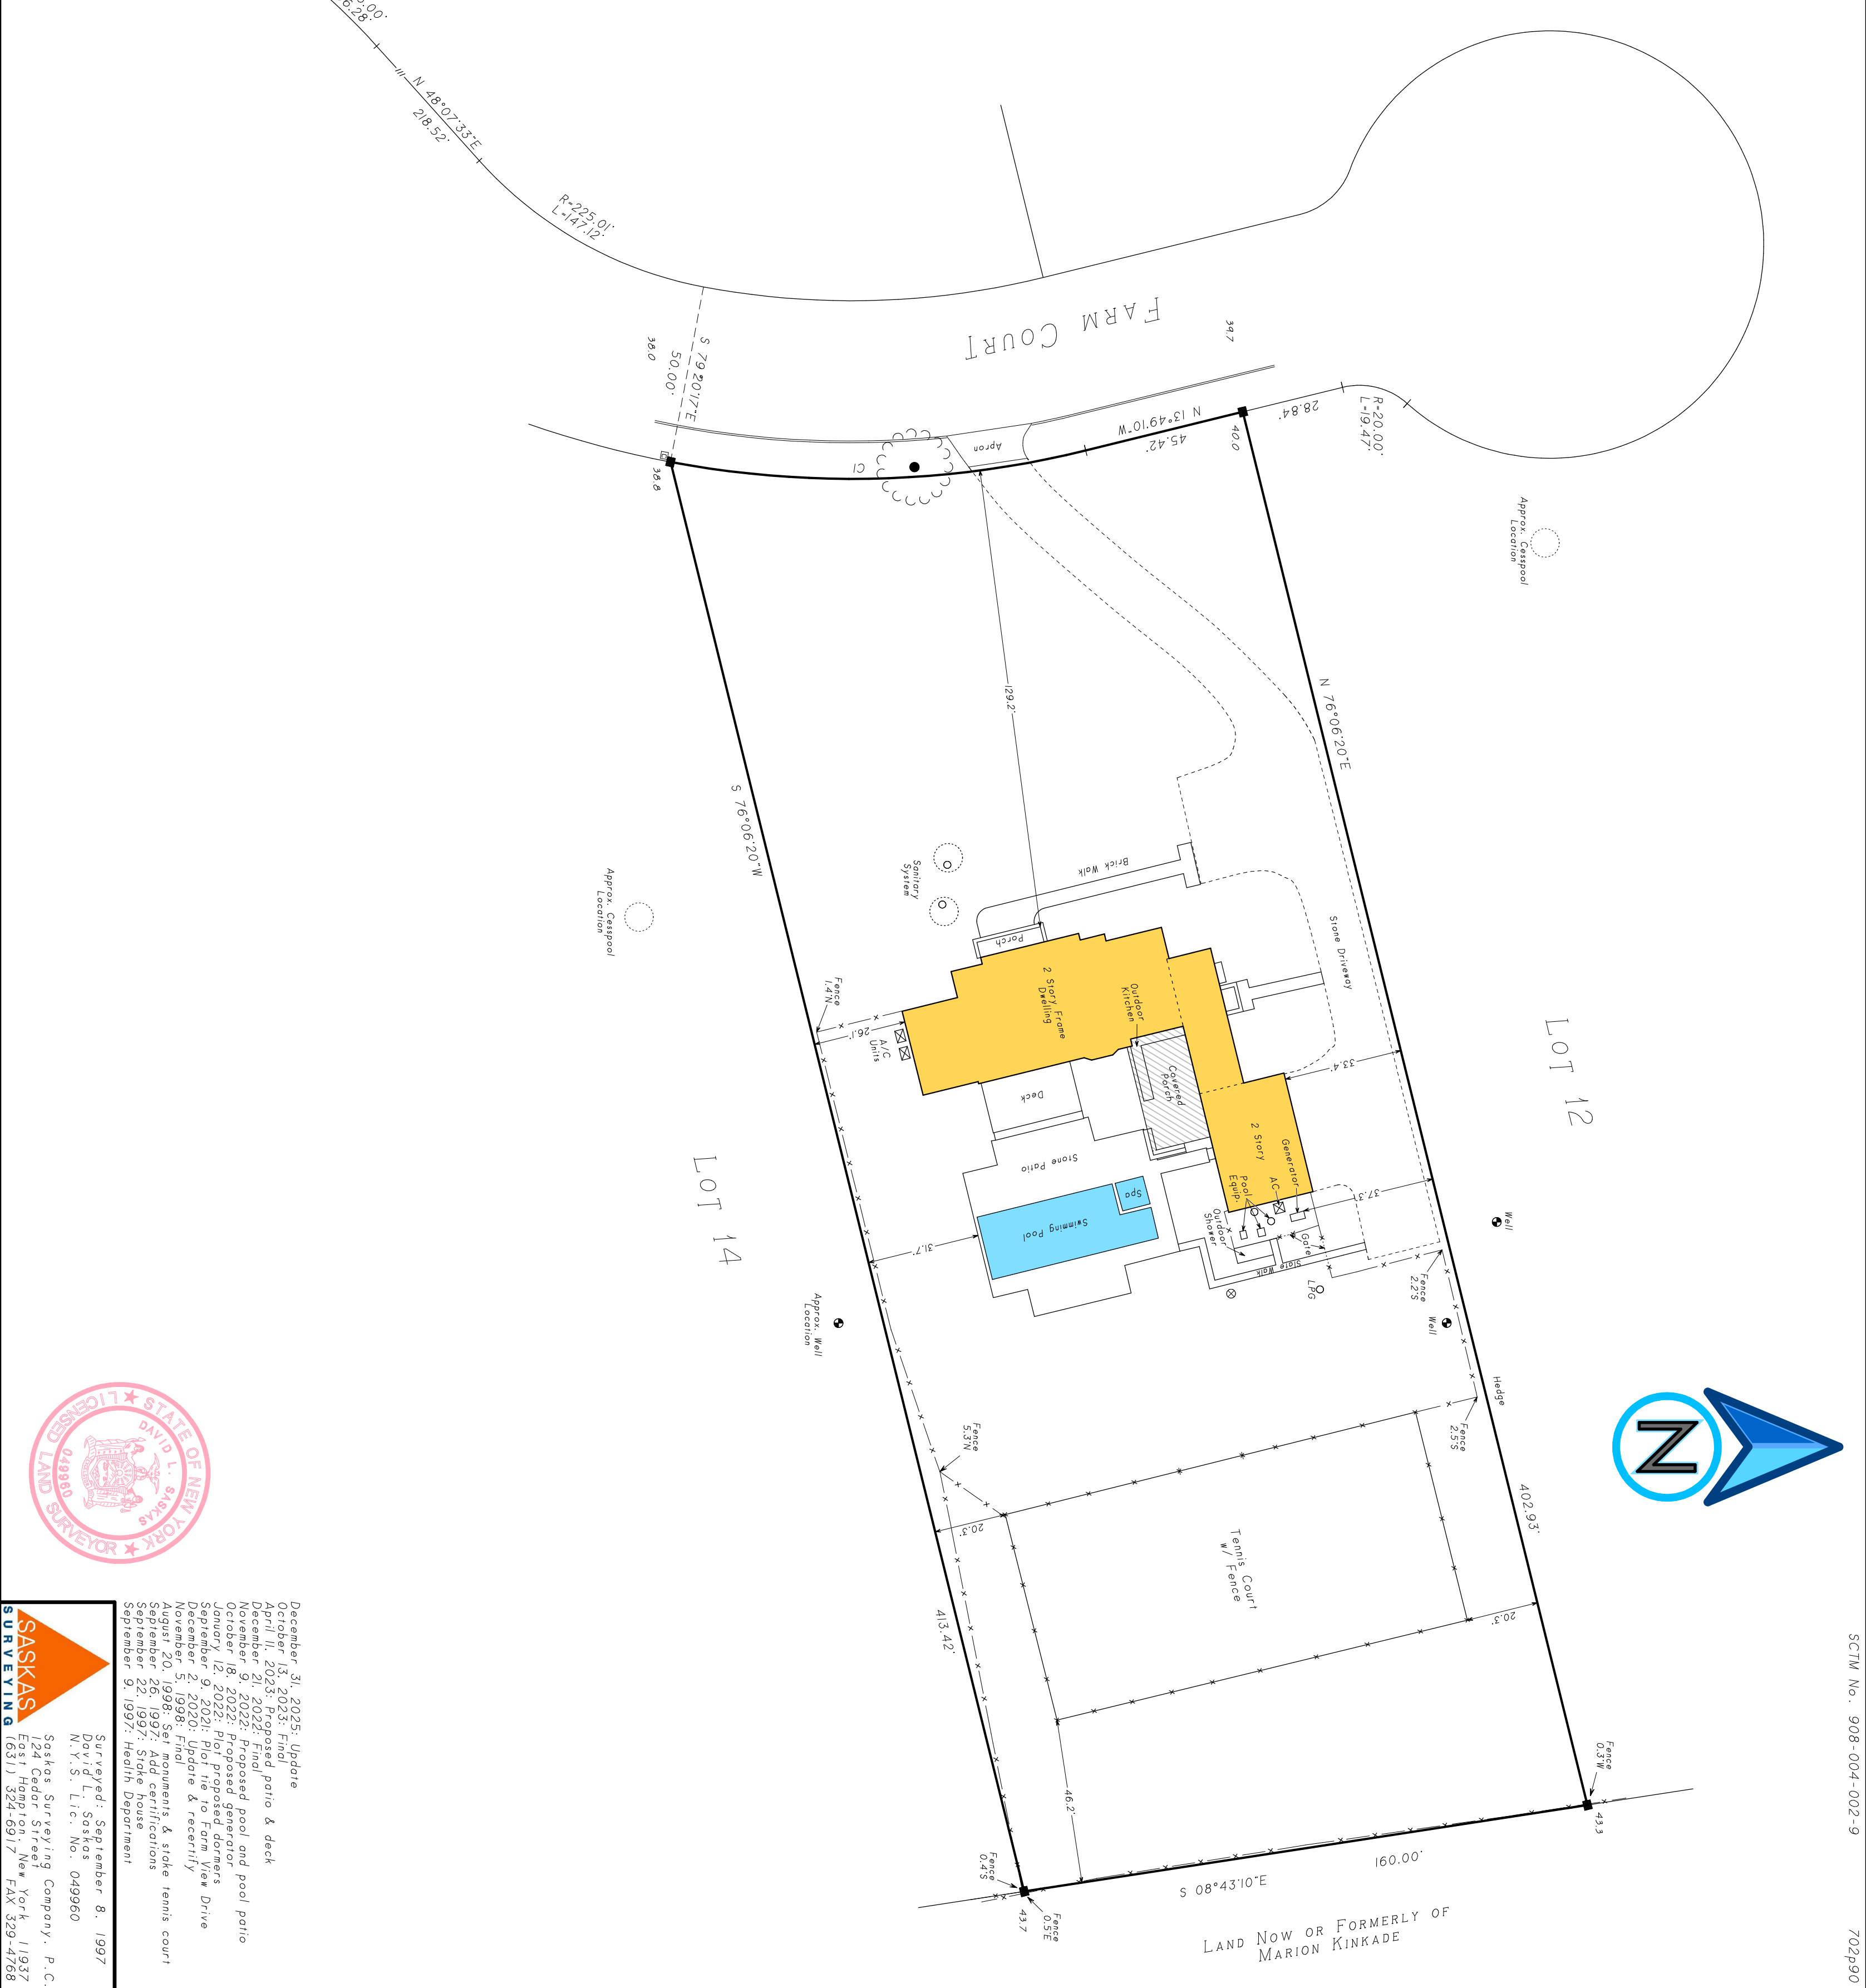 SCTM No. 908-004-002-9
702p90
N 48°07'33"E
218.52'
R=225.01'
L=147.12'
FARM COURT
39.7
38.0
S 79°20'17"E
50.00'
38.8
C1
Apron
N 13°49'10"W
45.42'
40.0
28.84'
R=20.00'
L=19.47'
Approx. Cesspool
Location
129.2'
N 76°06'20"E
S 76°06'20"W
Brick Walk
Sanitary
System
Approx. Cesspool
Location
Stone Driveway
Porch
2 Story Frame
Dwelling
Outdoor
Kitchen
Covered
Porch
Deck
Fence
1.4'N
26.1'
A/C
Units
33.4'
LOT 12
2 Story
Generator
AC
Pool
Equip.
Outdoor
Shower
Gate
Slate Walk
LPG
37.3'
Stone Patio
Spa
Swimming Pool
31.7'
LOT 14
Well
Fence
2.2'S
Well
Approx. Well
Location
Hedge
Fence
2.5'S
Fence
5.3'N
20.3'
Tennis Court
w/ Fence
20.3'
402.93'
413.42'
46.2'
Fence
0.3'W
43.3
160.00'
S 08°43'10"E
Fence
0.4'S
Fence
0.5'E
43.7
LAND NOW OR FORMERLY OF
MARION KINKADE
N
STATE OF NEW YORK
LICENSED LAND SURVEYOR
DAVID L. SASKAS
049960
December 31, 2025: Update
October 13, 2023: Final
April 11, 2023: Proposed patio & deck
December 21, 2022: Final
November 9, 2022: Proposed pool and pool patio
October 18, 2022: Proposed generator
January 12, 2022: Plot proposed dormers
September 9, 2021: Plot tie to Farm View Drive
December 2, 2020: Update & recertify
November 5, 1998: Final
August 20, 1998: Set monuments & stake tennis court
September 26, 1997: Add certifications
September 22, 1997: Stake house
September 9, 1997: Health Department
SASKAS
SURVEYING
Surveyed: September 8, 1997
David L. Saskas
N.Y.S. Lic. No. 049960
Saskas Surveying Company, P.C.
124 Cedar Street
East Hampton, New York 11937
(631) 324-6917 FAX 329-4768